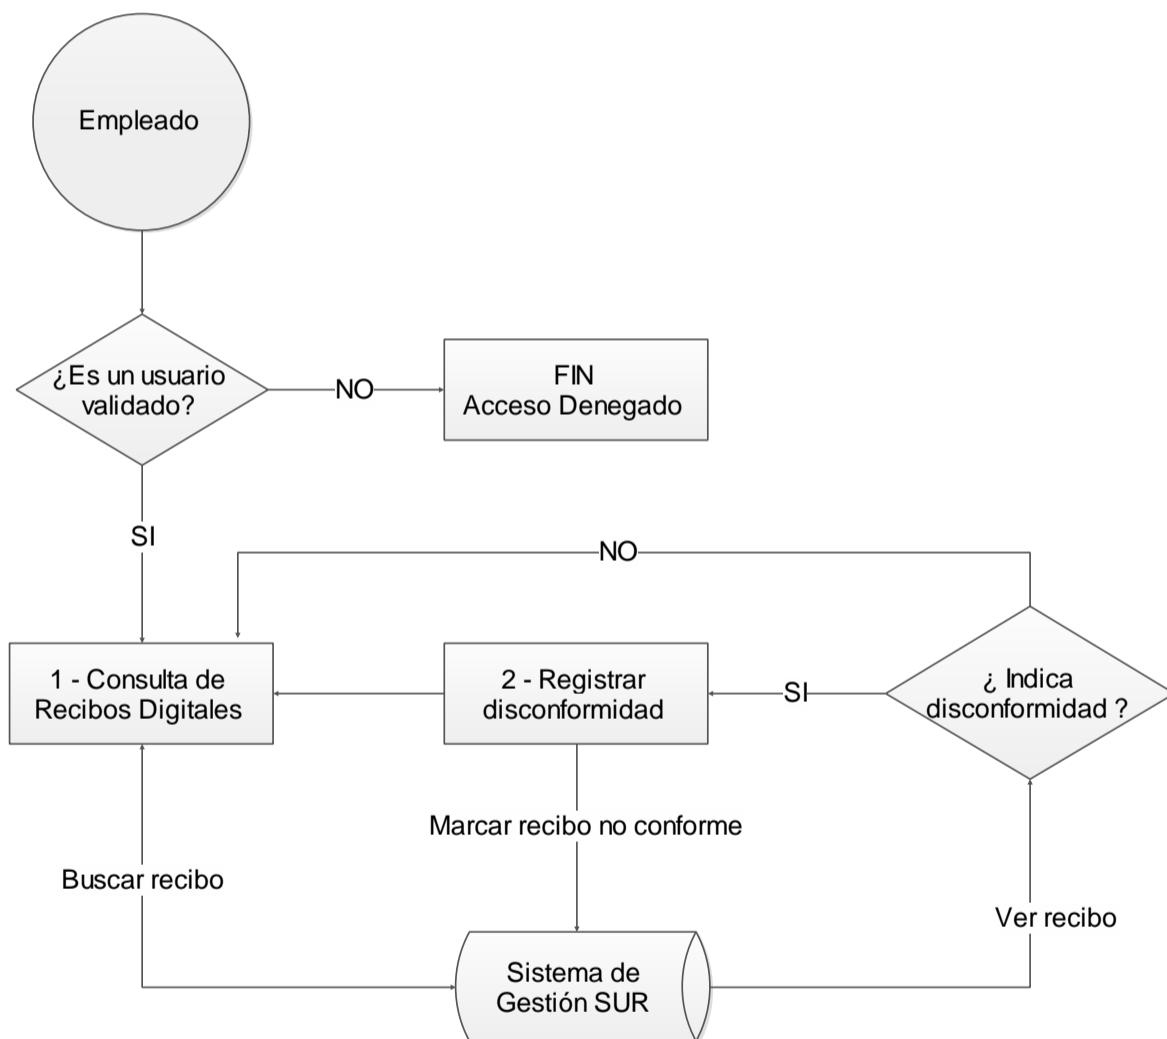 Empleado
¿Es un usuario
validado?
NO
FIN
Acceso Denegado
SI
NO
1 - Consulta de
Recibos Digitales
2 - Registrar
disconformidad
SI
¿ Indica
disconformidad ?
Marcar recibo no conforme
Buscar recibo
Ver recibo
Sistema de
Gestión SUR